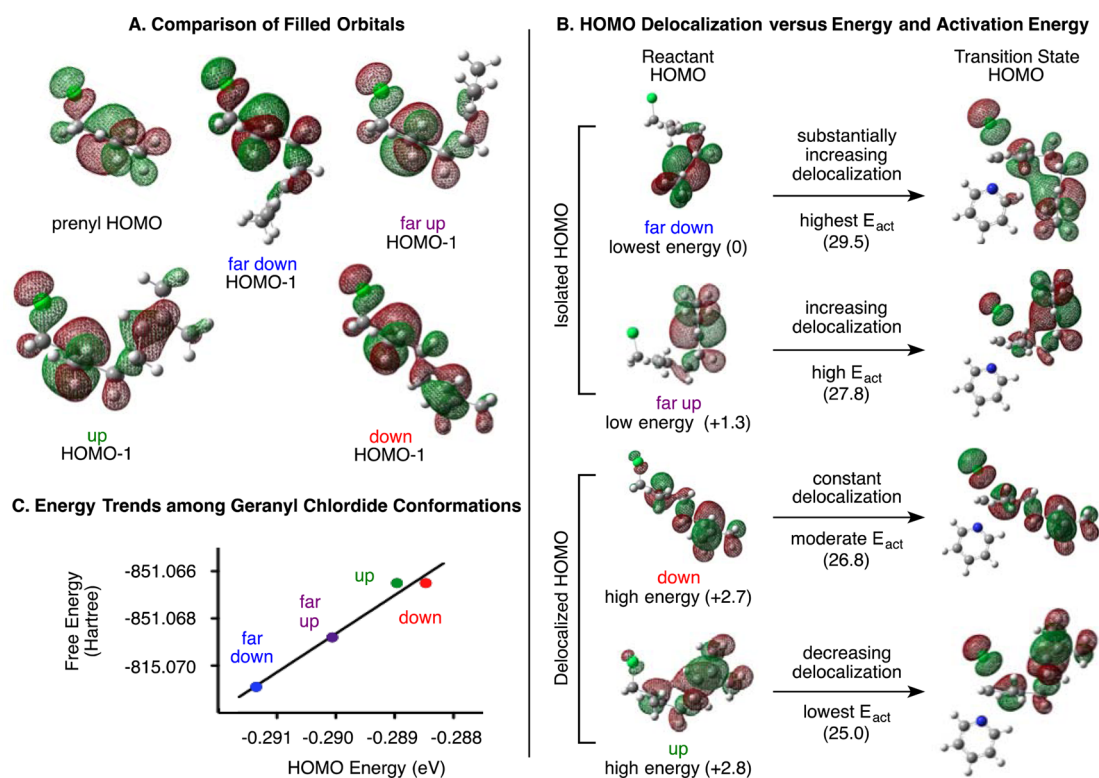 A. Comparison of Filled Orbitals
prenyl HOMO
far down
HOMO-1
far up
HOMO-1
up
HOMO-1
down
HOMO-1
C. Energy Trends among Geranyl Chlordide Conformations
Free Energy
(Hartree)
-851.066
-851.068
-815.070
far
down
far
up
up
down
-0.291
-0.290
-0.289
-0.288
HOMO Energy (eV)
B. HOMO Delocalization versus Energy and Activation Energy
Reactant
HOMO
Transition State
HOMO
Isolated HOMO
far down
lowest energy (0)
substantially
increasing
delocalization
highest Eact
(29.5)
far up
low energy (+1.3)
increasing
delocalization
high Eact
(27.8)
Delocalized HOMO
down
high energy (+2.7)
constant
delocalization
moderate Eact
(26.8)
up
high energy (+2.8)
decreasing
delocalization
lowest Eact
(25.0)